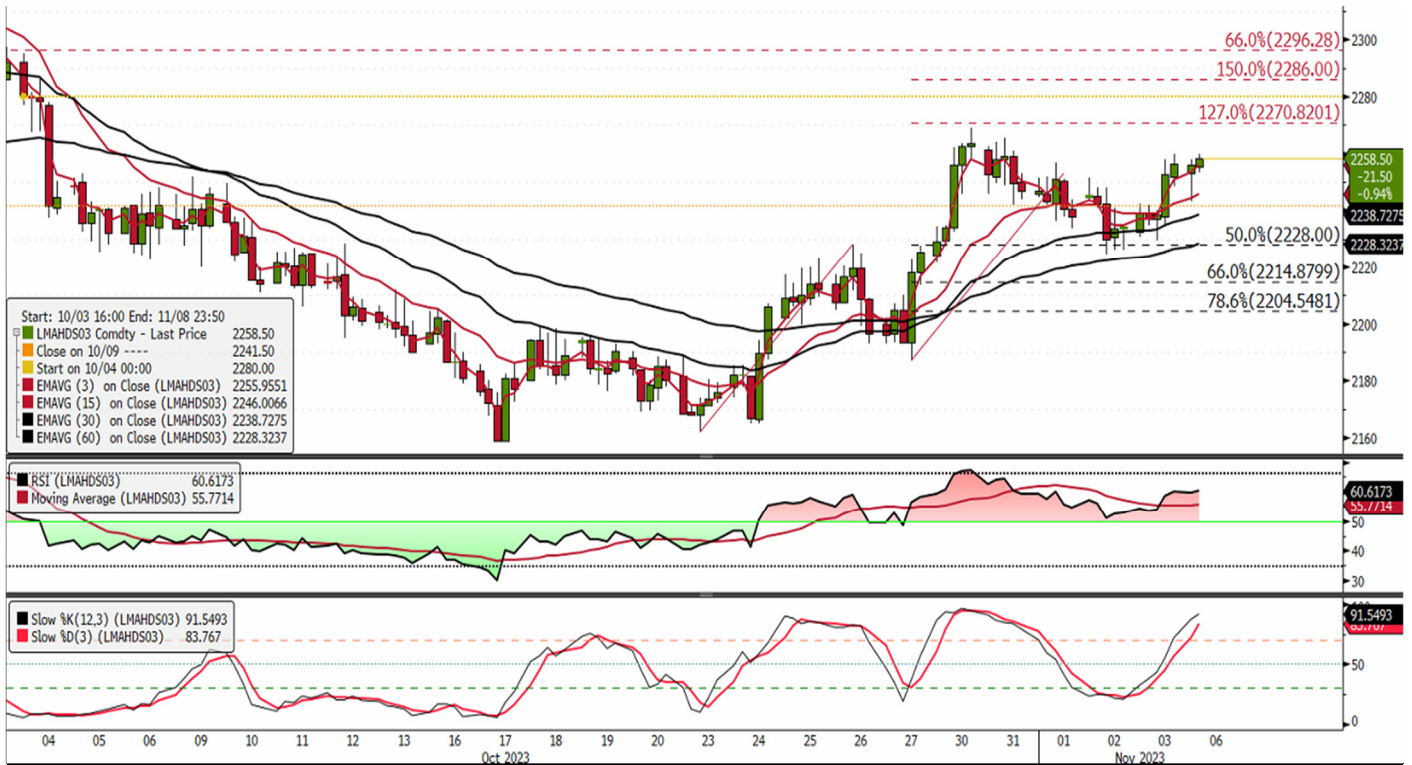 66.0%(2296.28)
150.0%(2286.00)
127.0%(2270.8201)
50.0%(2228.00)
66.0%(2214.8799)
78.6%(2204.5481)
2300
2280
2258.50
-21.50
-0.94%
2238.7275
2228.3237
2220
2200
2180
2160
Start: 10/03 16:00 End: 11/08 23:50
LMAHDS03 Comdty - Last Price 2258.50
Close on 10/09 ---- 2241.50
Start on 10/04 00:00 2280.00
EMAVG (3) on Close (LMAHDS03) 2255.9551
EMAVG (15) on Close (LMAHDS03) 2246.0066
EMAVG (30) on Close (LMAHDS03) 2238.7275
EMAVG (60) on Close (LMAHDS03) 2228.3237
RSI (LMAHDS03) 60.6173
Moving Average (LMAHDS03) 55.7714
60.6173
55.7714
50
40
30
Slow %K(12,3) (LMAHDS03) 91.5493
Slow %D(3) (LMAHDS03) 83.767
91.5493
83.767
50
0
04 05 06 09 10 11 12 13 16 17 18 19 20 23 24 25 26 27 30 31 01 02 03 06
Oct 2023 Nov 2023